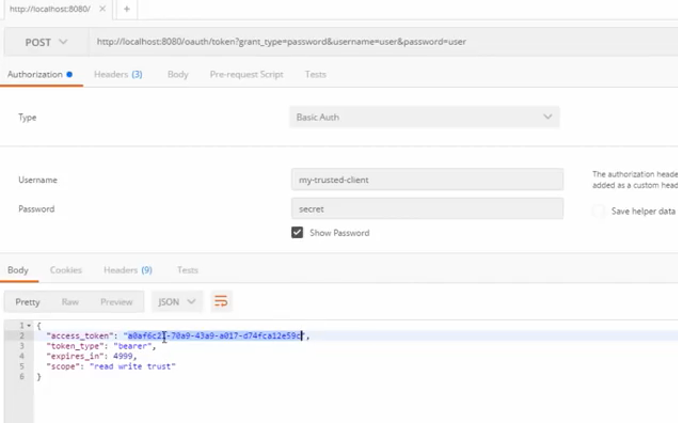 http://localhost:8080/
POST http://localhost:8080/oauth/token?grant_type=password&username=user&password=user
Authorization Headers (3) Body Pre-request Script Tests
Type Basic Auth
The authorization heade
Username my-trusted-client added as a custom head
Password secret Save helper data
Show Password
Body Cookies Headers (9) Tests
Pretty Raw Preview JSON
1 {
2 "access_token": "a0af6c2 -70a9-43a9-a017-d74fca12e59c",
3 "token_type": "bearer",
4 "expires_in": 4999,
5 "scope": "read write trust"
6 }